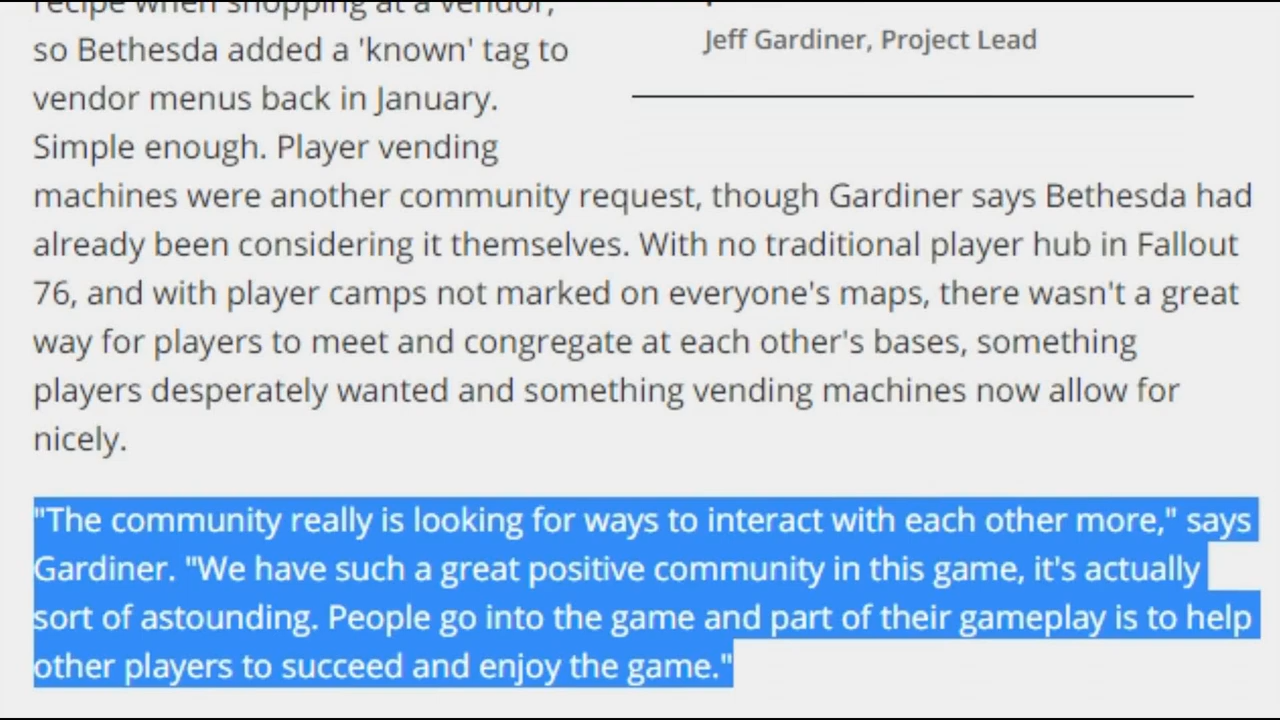 recipe when shopping at a vendor,
so Bethesda added a 'known' tag to
vendor menus back in January.
Simple enough. Player vending
Jeff Gardiner, Project Lead
machines were another community request, though Gardiner says Bethesda had
already been considering it themselves. With no traditional player hub in Fallout
76, and with player camps not marked on everyone's maps, there wasn't a great
way for players to meet and congregate at each other's bases, something
players desperately wanted and something vending machines now allow for
nicely.
"The community really is looking for ways to interact with each other more," says
Gardiner. "We have such a great positive community in this game, it's actually
sort of astounding. People go into the game and part of their gameplay is to help
other players to succeed and enjoy the game."